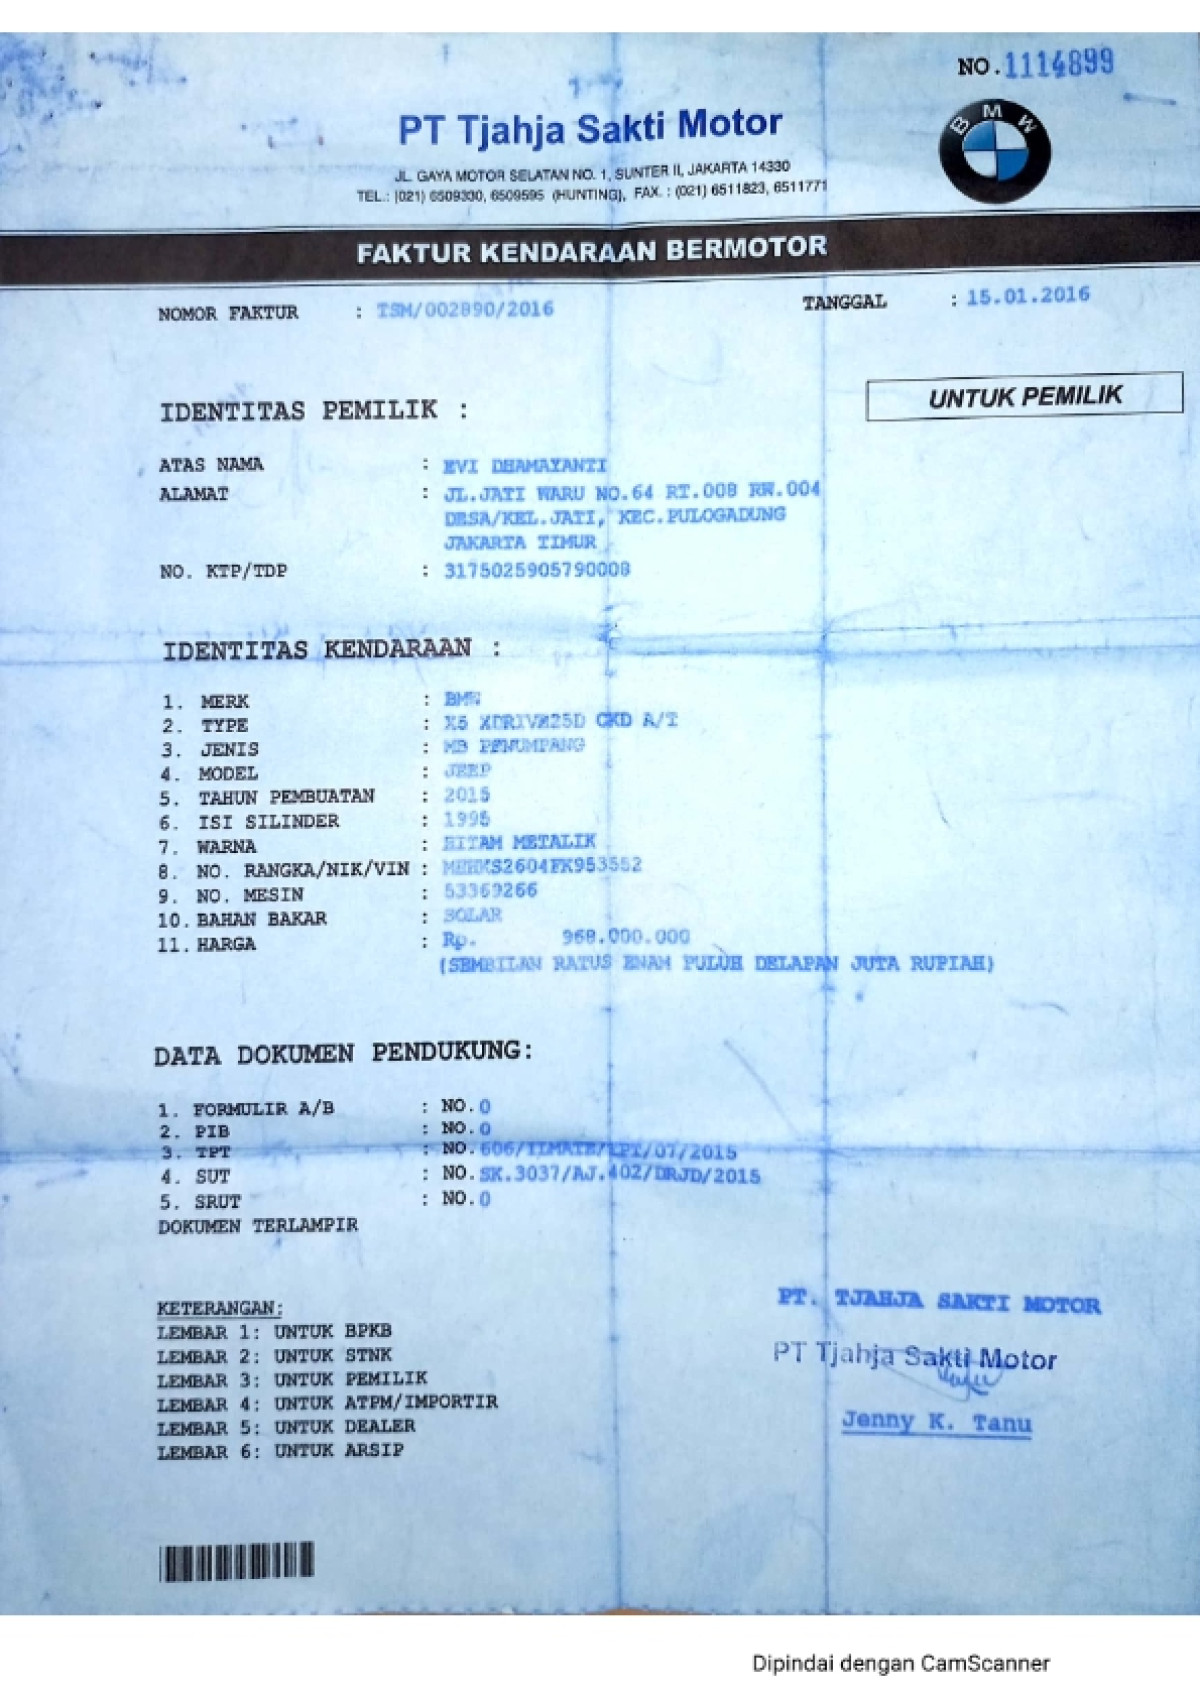 NO.1114899
BMW
PT Tjahja Sakti Motor
JL. GAYA MOTOR SELATAN NO. 1, SUNTER II, JAKARTA 14330
TEL.: (021) 6509300, 6509595 (HUNTING), FAX. : (021) 6511823, 6511771
FAKTUR KENDARAAN BERMOTOR
NOMOR FAKTUR : TSM/002890/2016 TANGGAL : 15.01.2016
UNTUK PEMILIK
IDENTITAS PEMILIK :
ATAS NAMA : EVI DHAMAYANTI
ALAMAT : JL.JATI WARU NO.64 RT.008 RW.004
DESA/KEL.JATI, KEC.PULOGADUNG
JAKARTA TIMUR
NO. KTP/TDP : 3175025905790008
IDENTITAS KENDARAAN :
1. MERK : BMW
2. TYPE : X5 XDRIVE25D CKD A/T
3. JENIS : MB PENUMPANG
4. MODEL : JEEP
5. TAHUN PEMBUATAN : 2015
6. ISI SILINDER : 1995
7. WARNA : HITAM METALIK
8. NO. RANGKA/NIK/VIN : MHHKS2604FK953552
9. NO. MESIN : 53369266
10. BAHAN BAKAR : SOLAR
11. HARGA : Rp. 968.000.000
(SEMBILAN RATUS ENAM PULUH DELAPAN JUTA RUPIAH)
DATA DOKUMEN PENDUKUNG:
1. FORMULIR A/B : NO.0
2. PIB : NO.0
3. TPT : NO.
4. SUT : NO.SK.3037/AJ.402/DRJD/2015
5. SRUT : NO.0
DOKUMEN TERLAMPIR
KETERANGAN:
LEMBAR 1: UNTUK BPKB
LEMBAR 2: UNTUK STNK
LEMBAR 3: UNTUK PEMILIK
LEMBAR 4: UNTUK ATPM/IMPORTIR
LEMBAR 5: UNTUK DEALER
LEMBAR 6: UNTUK ARSIP
PT. TJAHJA SAKTI MOTOR
PT Tjahja Sakti Motor
Jenny K. Tanu
Dipindai dengan CamScanner